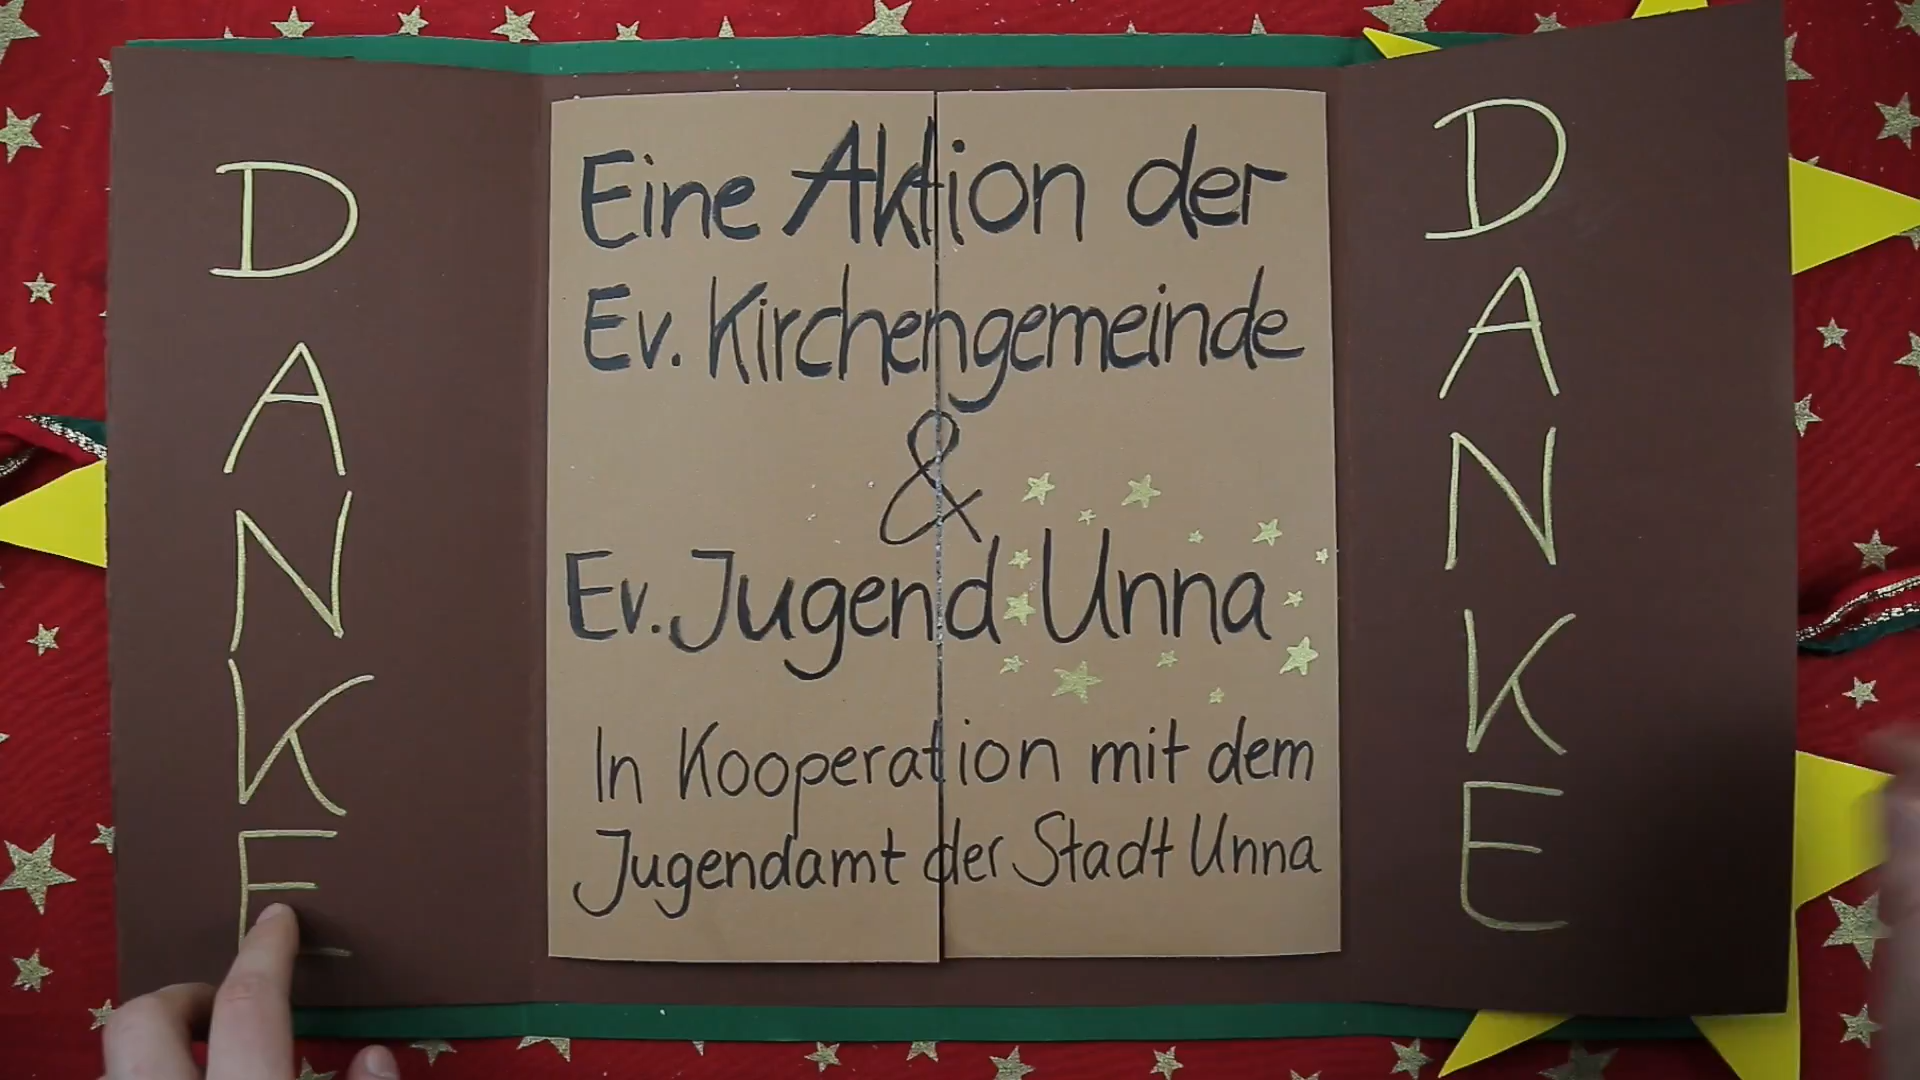 DANKE
Eine Aktion der
Ev. Kirchengemeinde
&
Ev. Jugend Unna
In Kooperation mit dem
Jugendamt der Stadt Unna
DANKE